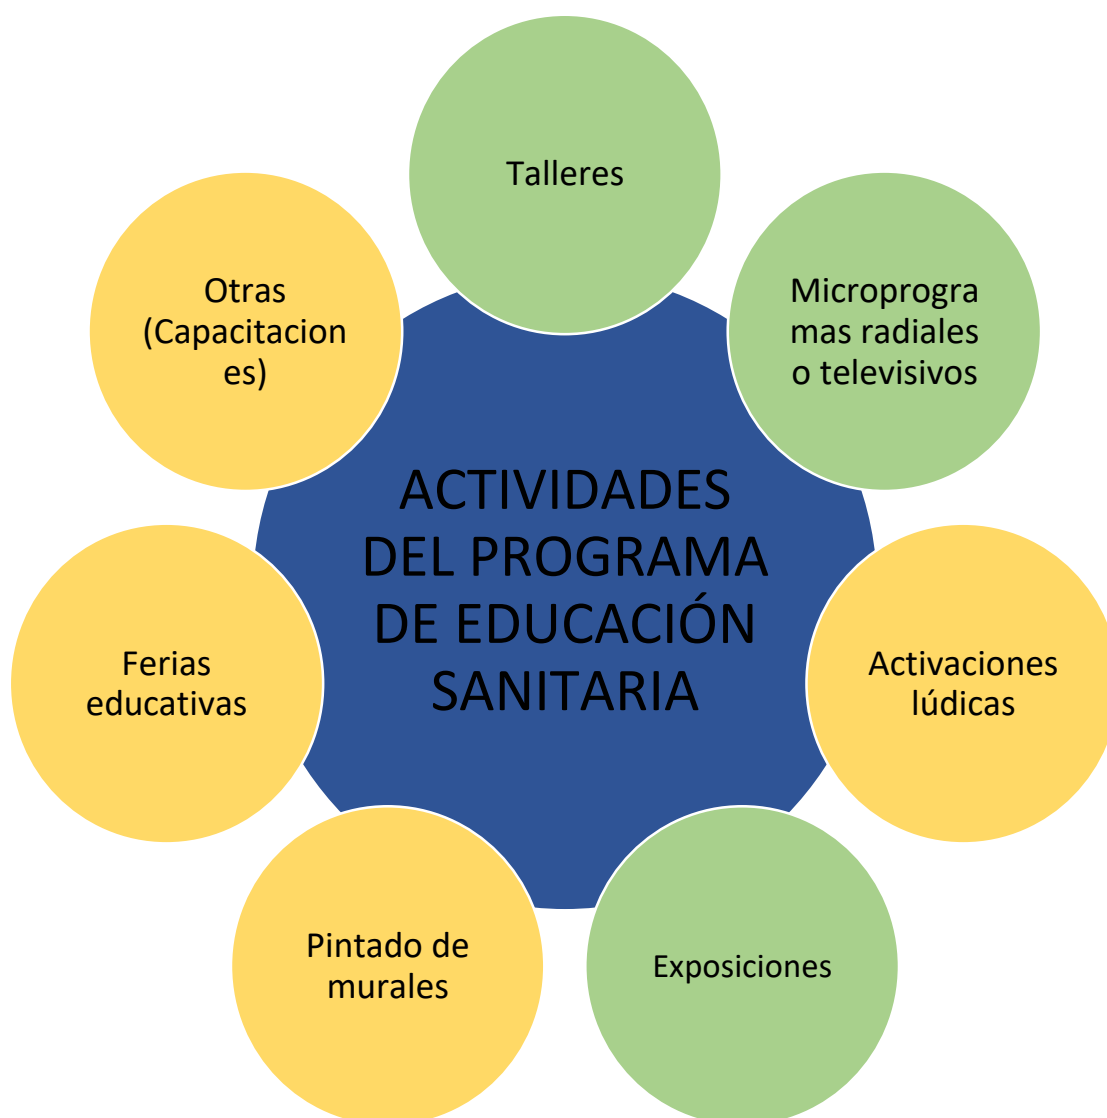 Talleres
Microprogra
mas radiales
o televisivos
Activaciones
lúdicas
Exposiciones
Pintado de
murales
Ferias
educativas
Otras
(Capacitacion
es)
ACTIVIDADES
DEL PROGRAMA
DE EDUCACIÓN
SANITARIA